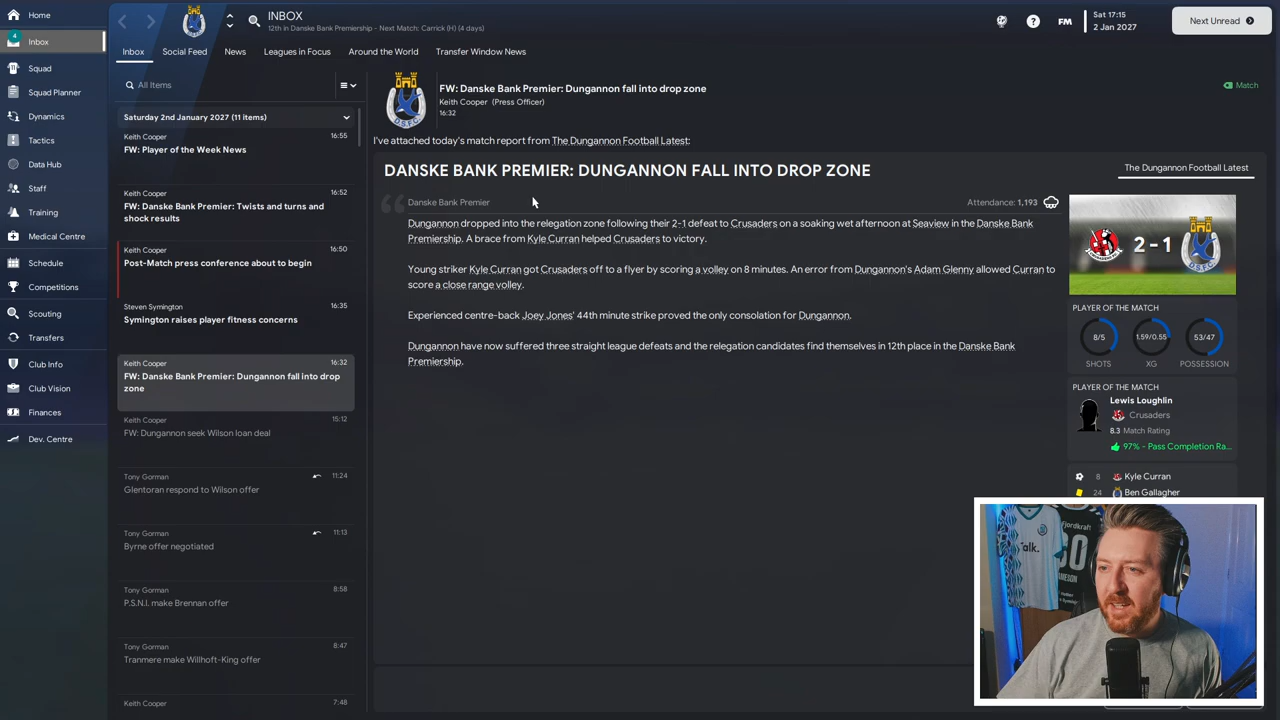 Home
Inbox
Squad
Squad Planner
Dynamics
Tactics
Data Hub
Staff
Training
Medical Centre
Schedule
Competitions
Scouting
Transfers
Club Info
Club Vision
Finances
Dev. Centre
4
INBOX
12th in Danske Bank Premiership - Next Match: Carrick (H) (4 days)
FM
Sat 17:15
2 Jan 2027
Next Unread
Inbox
Social Feed
News
Leagues in Focus
Around the World
Transfer Window News
All Items
Saturday 2nd January 2027 (11 items)
Keith Cooper 16:55
FW: Player of the Week News
Keith Cooper 16:52
FW: Danske Bank Premier: Twists and turns and
shock results
Keith Cooper 16:50
Post-Match press conference about to begin
Steven Symington 16:35
Symington raises player fitness concerns
Keith Cooper 16:32
FW: Danske Bank Premier: Dungannon fall into drop
zone
Keith Cooper 15:12
FW: Dungannon seek Wilson loan deal
Tony Gorman 11:24
Glentoran respond to Wilson offer
Tony Gorman 11:13
Byrne offer negotiated
Tony Gorman 8:58
P.S.N.I. make Brennan offer
Tony Gorman 8:47
Tranmere make Willhoft-King offer
Keith Cooper 7:48
FW: Danske Bank Premier: Dungannon fall into drop zone
Keith Cooper (Press Officer)
16:32
Match
I've attached today's match report from The Dungannon Football Latest:
DANSKE BANK PREMIER: DUNGANNON FALL INTO DROP ZONE
The Dungannon Football Latest
Danske Bank Premier
Attendance: 1,193
Dungannon dropped into the relegation zone following their 2-1 defeat to Crusaders on a soaking wet afternoon at Seaview in the Danske Bank
Premiership. A brace from Kyle Curran helped Crusaders to victory.
Young striker Kyle Curran got Crusaders off to a flyer by scoring a volley on 8 minutes. An error from Dungannon's Adam Glenny allowed Curran to
score a close range volley.
Experienced centre-back Joey Jones' 44th minute strike proved the only consolation for Dungannon.
Dungannon have now suffered three straight league defeats and the relegation candidates find themselves in 12th place in the Danske Bank
Premiership.
2 - 1
PLAYER OF THE MATCH
8/5
1.59/0.55
53/47
SHOTS
XG
POSSESSION
PLAYER OF THE MATCH
Lewis Loughlin
Crusaders
8.3 Match Rating
97% - Pass Completion Ra...
8 Kyle Curran
24 Ben Gallagher
Talk.